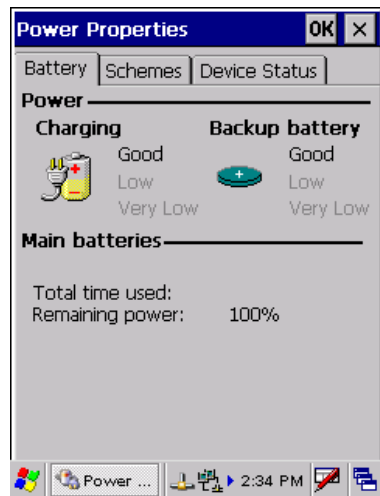 Power Properties OK ×
Battery Schemes Device Status
Power
Charging Backup battery
Good Good
Low Low
Very Low Very Low
Main batteries
Total time used:
Remaining power: 100%
Power ... 2:34 PM